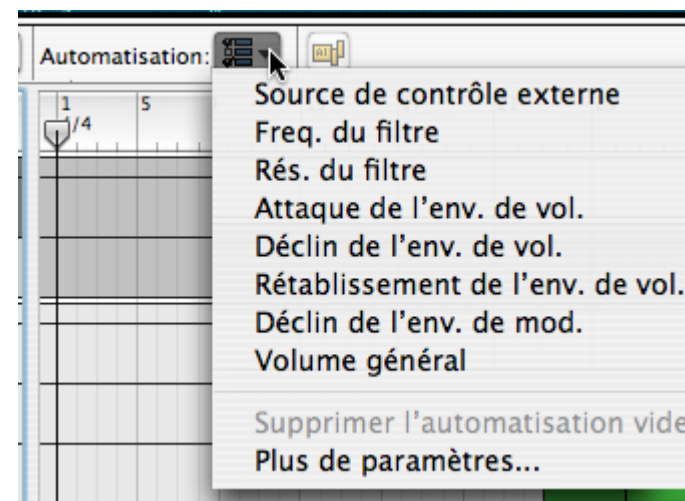 Automatisation:
1
5
4/4
Source de contrôle externe
Freq. du filtre
Rés. du filtre
Attaque de l'env. de vol.
Déclin de l'env. de vol.
Rétablissement de l'env. de vol.
Déclin de l'env. de mod.
Volume général
Supprimer l'automatisation vide
Plus de paramètres...